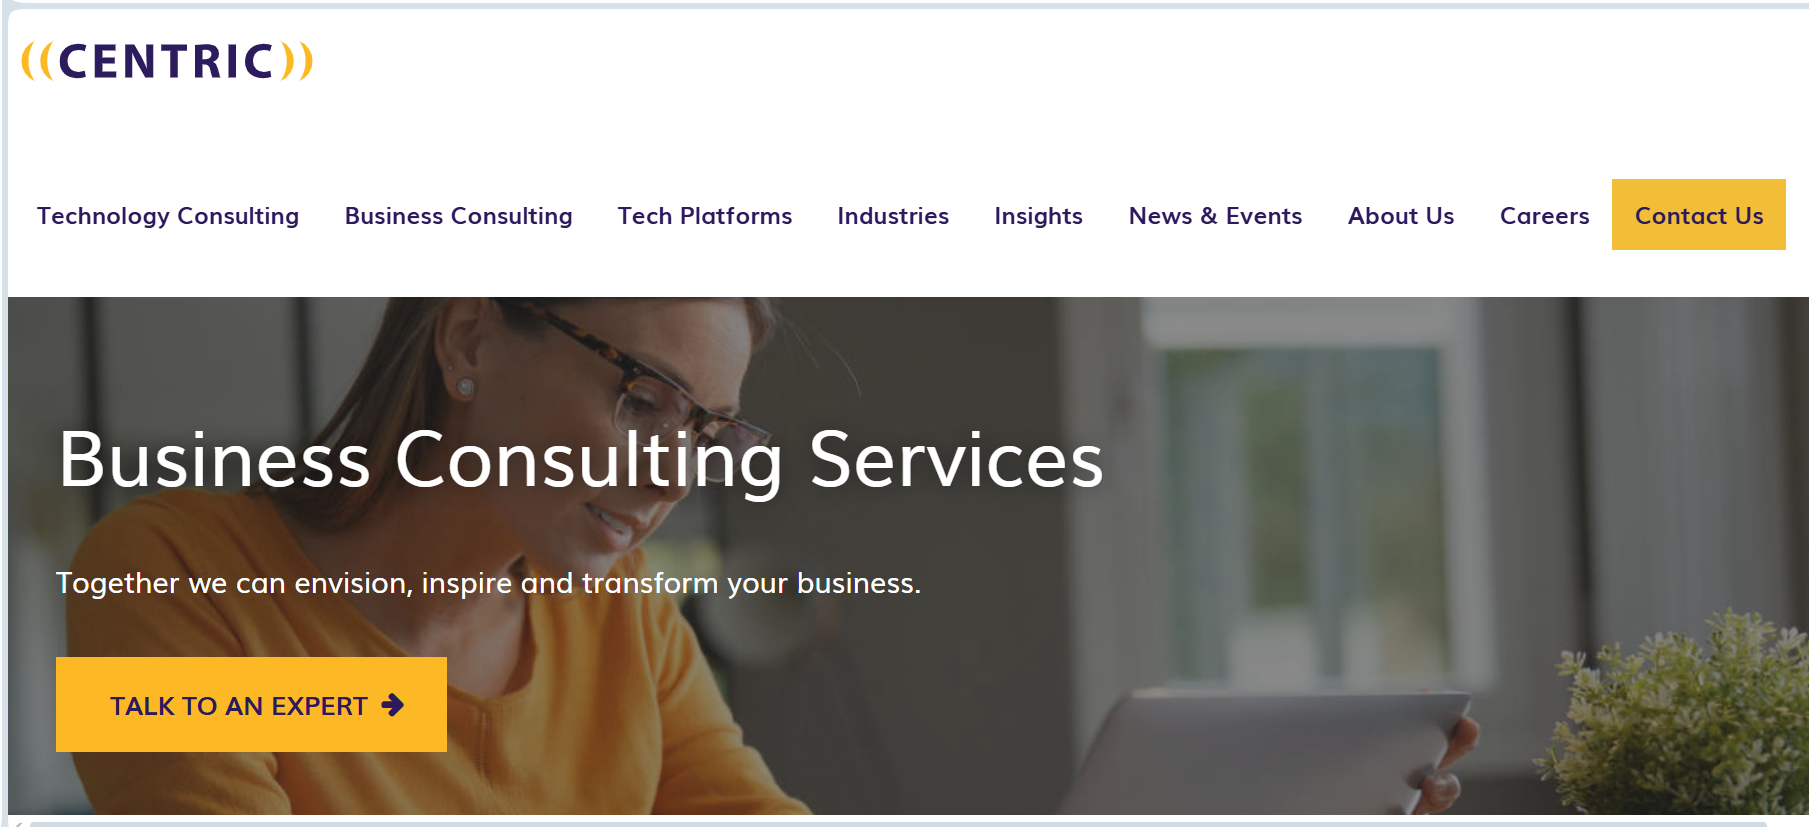 ((CENTRIC))
Technology Consulting Business Consulting Tech Platforms Industries Insights News & Events About Us Careers Contact Us
Business Consulting Services
Together we can envision, inspire and transform your business.
TALK TO AN EXPERT